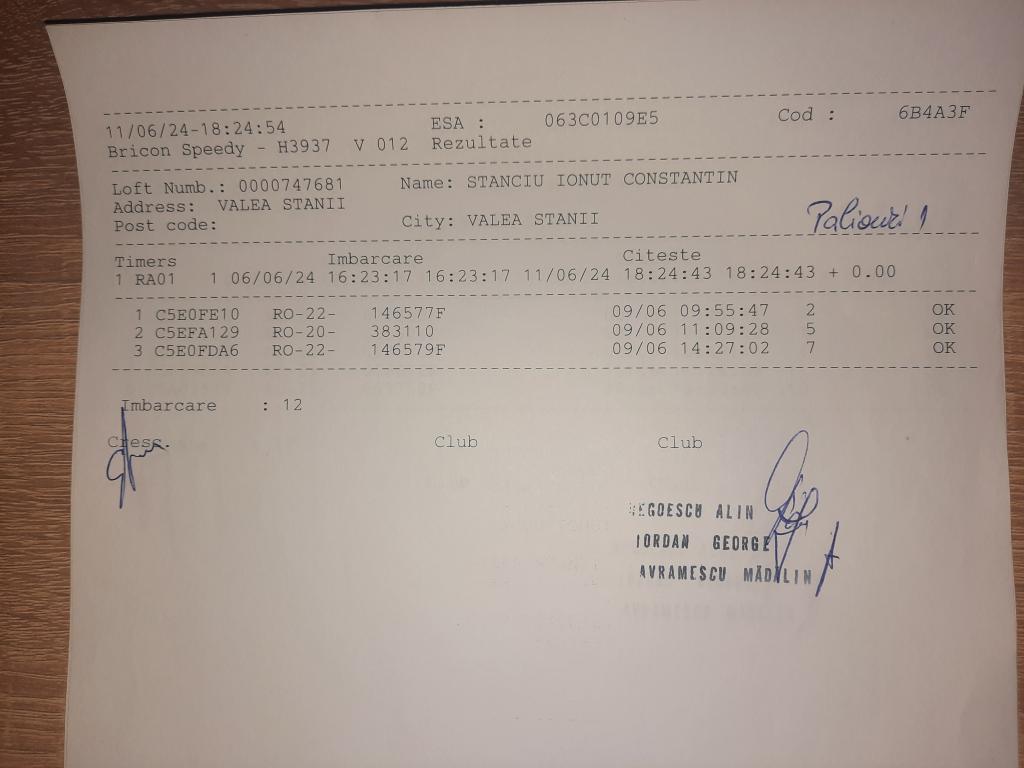 11/06/24-18:24:54 ESA : 063C0109E5 Cod : 6B4A3F
Bricon Speedy - H3937 V 012 Rezultate
Loft Numb.: 0000747681 Name: STANCIU IONUT CONSTANTIN
Address: VALEA STANII
Post code: City: VALEA STANII
Paliouri 1
Timers Imbarcare Citeste
1 RA01 1 06/06/24 16:23:17 16:23:17 11/06/24 18:24:43 18:24:43 + 0.00
1 C5E0FE10 RO-22- 146577F 09/06 09:55:47 2 OK
2 C5EFA129 RO-20- 383110 09/06 11:09:28 5 OK
3 C5E0FDA6 RO-22- 146579F 09/06 14:27:02 7 OK
Imbarcare : 12
Cresc. Club Club
ALIN
IORDAN GEORGE
AVRAMESCU MĂDĂLIN